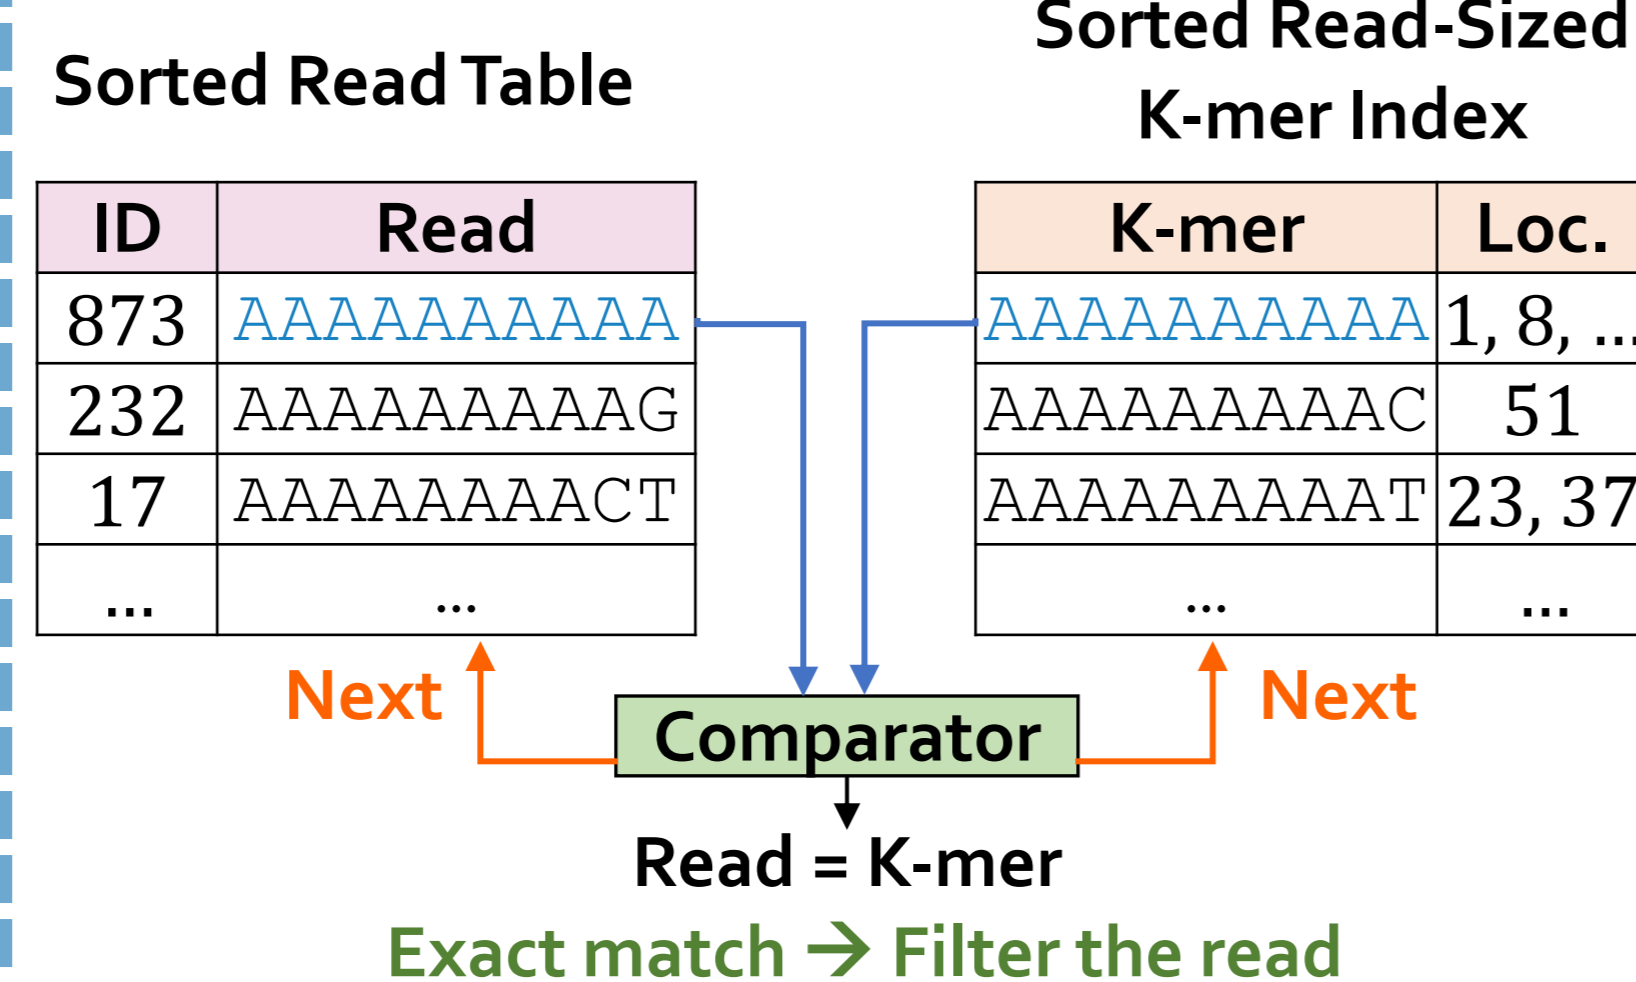 Sorted Read Table
Sorted Read-Sized
K-mer Index
ID Read
873 AAAAAAAAAA
232 AAAAAAAAAG
17 AAAAAAAACT
... ...
K-mer Loc.
AAAAAAAAAA 1, 8, ...
AAAAAAAAAC 51
AAAAAAAAAT 23, 37
... ...
Next
Next
Comparator
Read = K-mer
Exact match → Filter the read